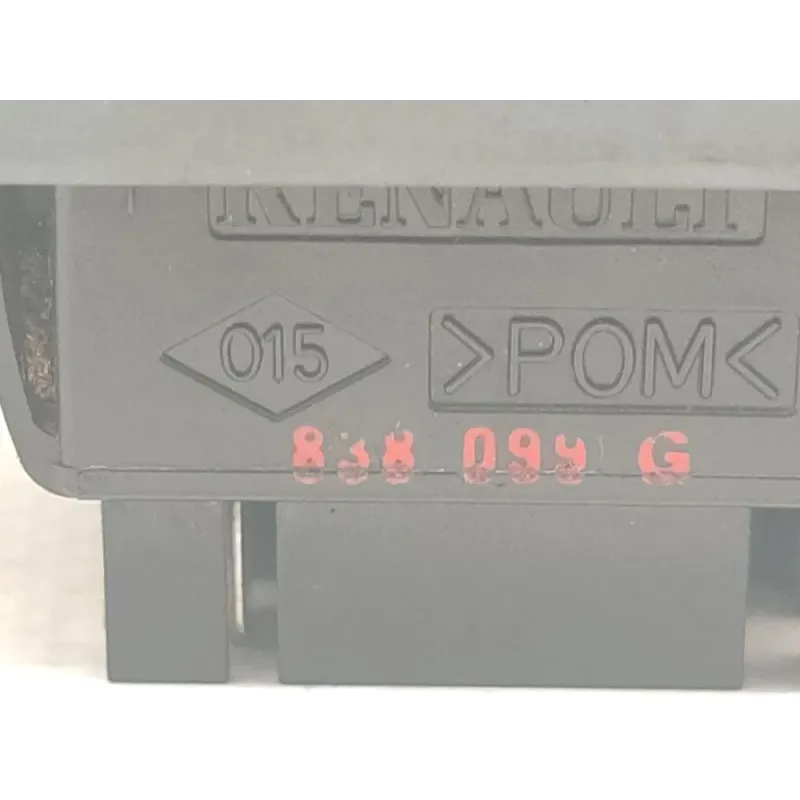 RENAULT
015
>POM<
838 099 G